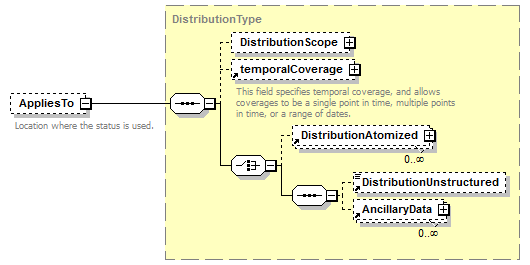 DistributionType
DistributionScope
temporalCoverage
This field specifies temporal coverage, and allows
coverages to be a single point in time, multiple points
in time, or a range of dates.
AppliesTo
Location where the status is used.
DistributionAtomized
0..∞
DistributionUnstructured
AncillaryData
0..∞